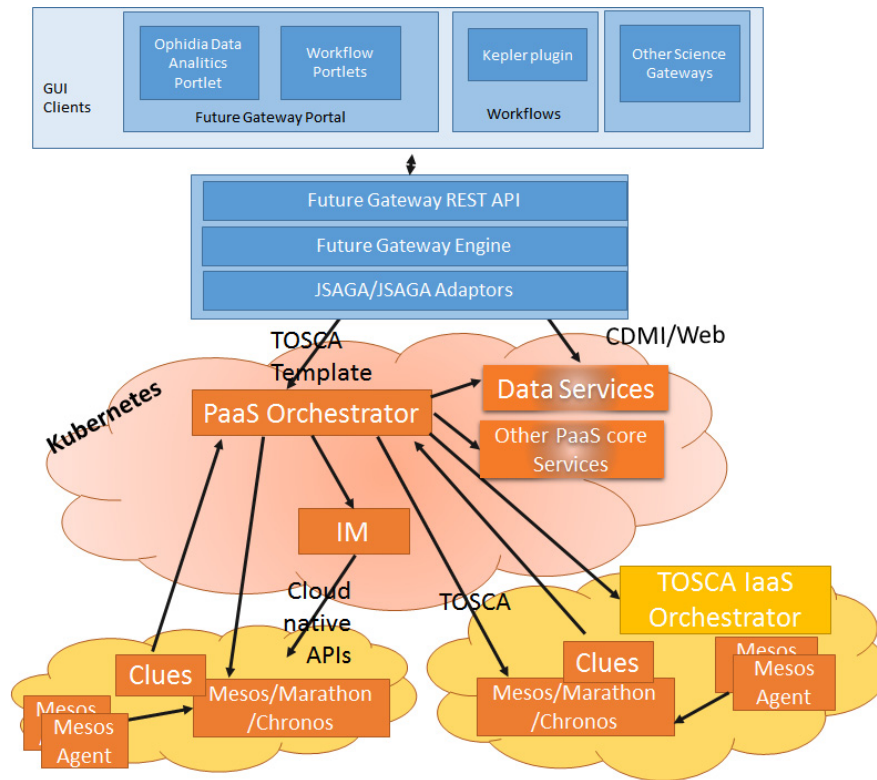 Ophidia Data
Analitics
Portlet
Workflow
Portlets
Kepler plugin
Other Science
Gateways
GUI
Clients
Future Gateway Portal
Workflows
Future Gateway REST API
Future Gateway Engine
JSAGA/JSAGA Adaptors
TOSCA
Template
CDMI/Web
Kubernetes
PaaS Orchestrator
Data Services
Other PaaS core
Services
IM
Cloud
native
APIs
TOSCA
TOSCA IaaS
Orchestrator
Clues
Mesos/Marathon
/Chronos
Mesos
Mesos
Agent
Clues
Mesos/Marathon
/Chronos
Mesos
Mesos
Agent